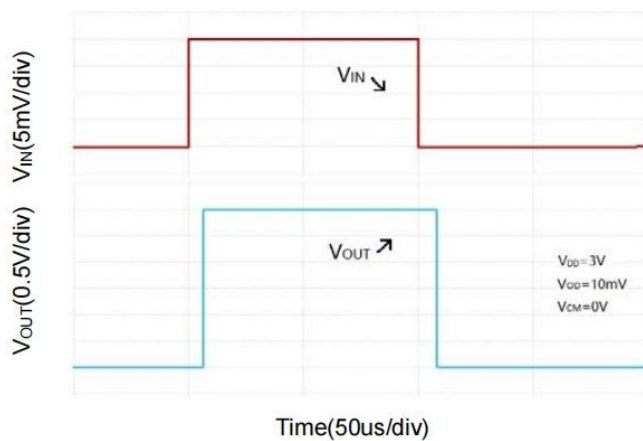 VIN(5mV/div)
VIN
VOUT(0.5V/div)
VOUT
VDD=3V
VOD=10mV
VCM=0V
Time(50us/div)